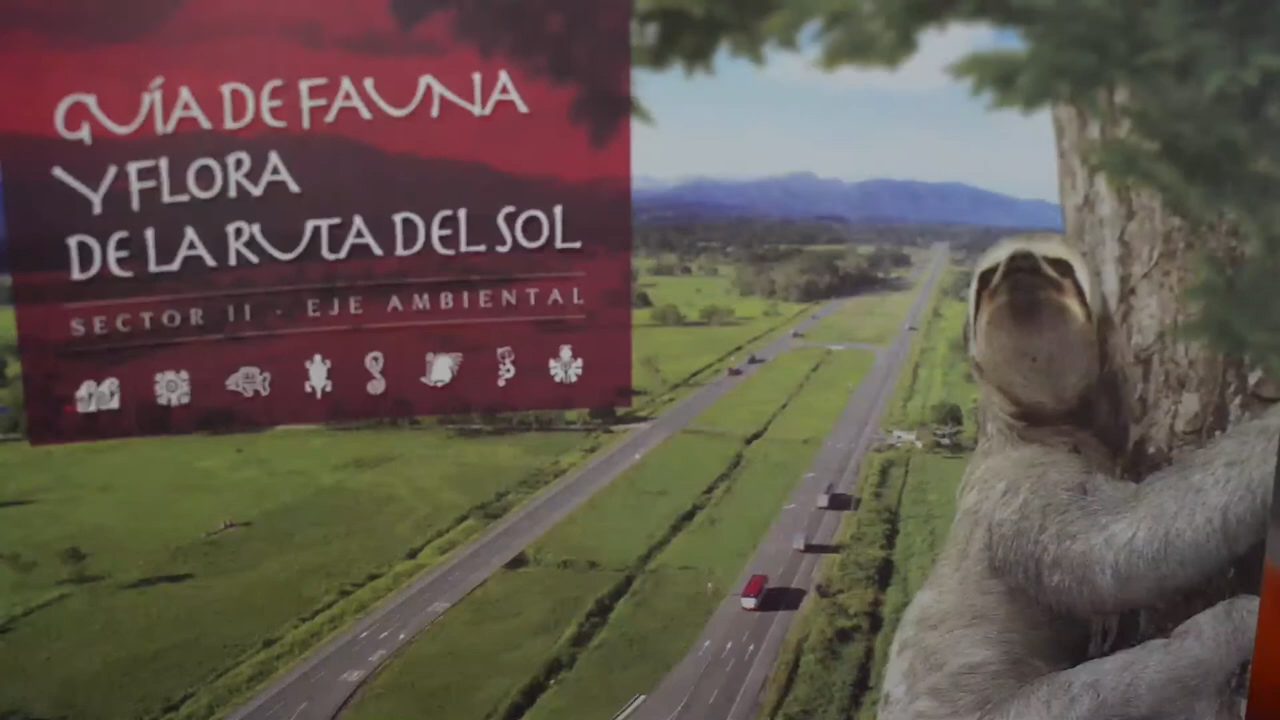 GUÍA DE FAUNA
Y FLORA
DE LA RUTA DEL SOL
SECTOR II - EJE AMBIENTAL